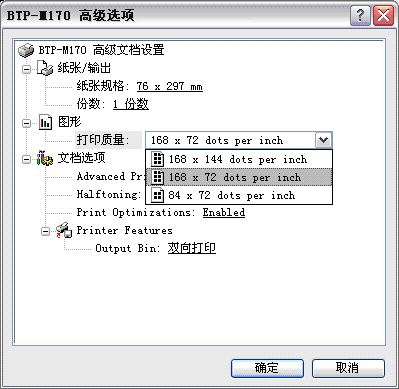 BTP-M170 高级选项
BTP-M170 高级文档设置
纸张/输出
纸张规格: 76 x 297 mm
份数: 1 份数
图形
打印质量: 168 x 72 dots per inch
168 x 144 dots per inch
文档选项
168 x 72 dots per inch
Advanced Pri
84 x 72 dots per inch
Halftoning:
Print Optimizations: Enabled
Printer Features
Output Bin: 双向打印
确定 取消